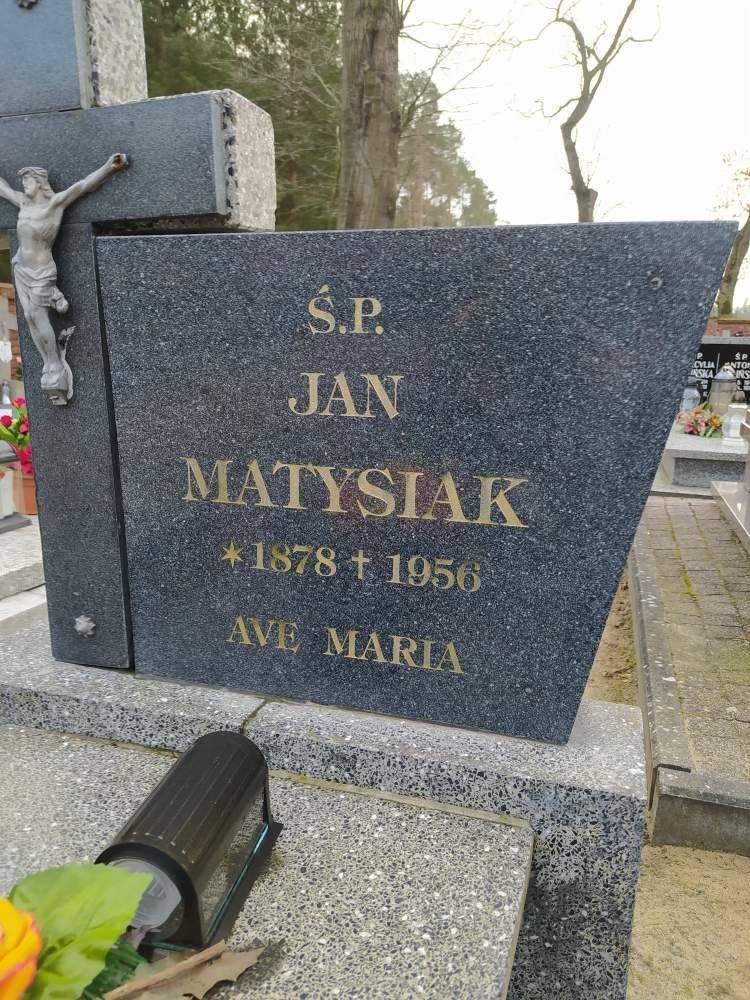 Ś.P.
JAN
MATYSIAK
✶ 1878 ✝ 1956
AVE MARIA
Ś.P